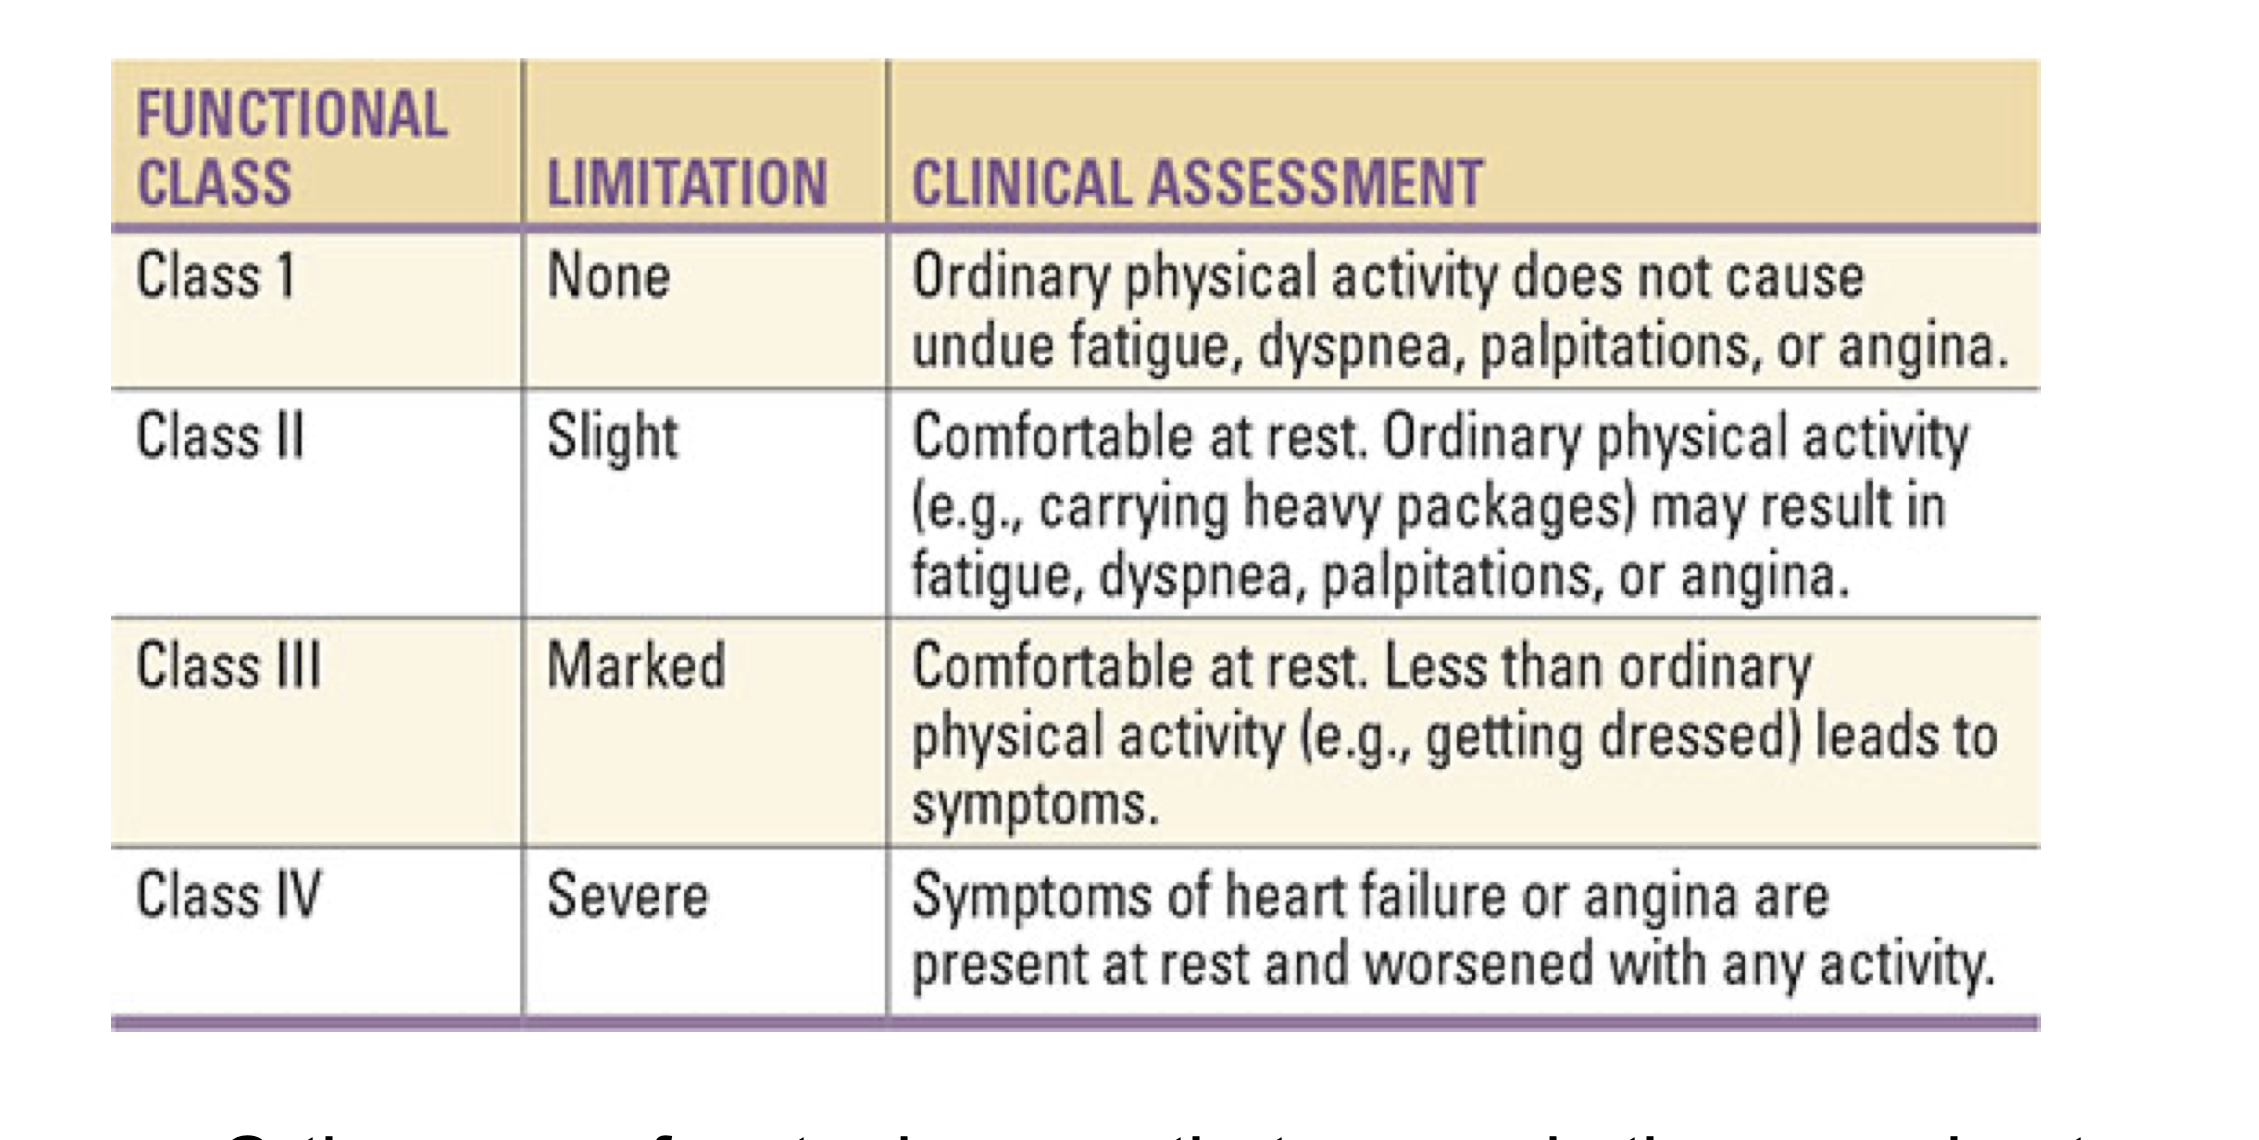 FUNCTIONAL
CLASS
LIMITATION
CLINICAL ASSESSMENT
Class 1
None
Ordinary physical activity does not cause
undue fatigue, dyspnea, palpitations, or angina.
Class II
Slight
Comfortable at rest. Ordinary physical activity
(e.g., carrying heavy packages) may result in
fatigue, dyspnea, palpitations, or angina.
Class III
Marked
Comfortable at rest. Less than ordinary
physical activity (e.g., getting dressed) leads to
symptoms.
Class IV
Severe
Symptoms of heart failure or angina are
present at rest and worsened with any activity.